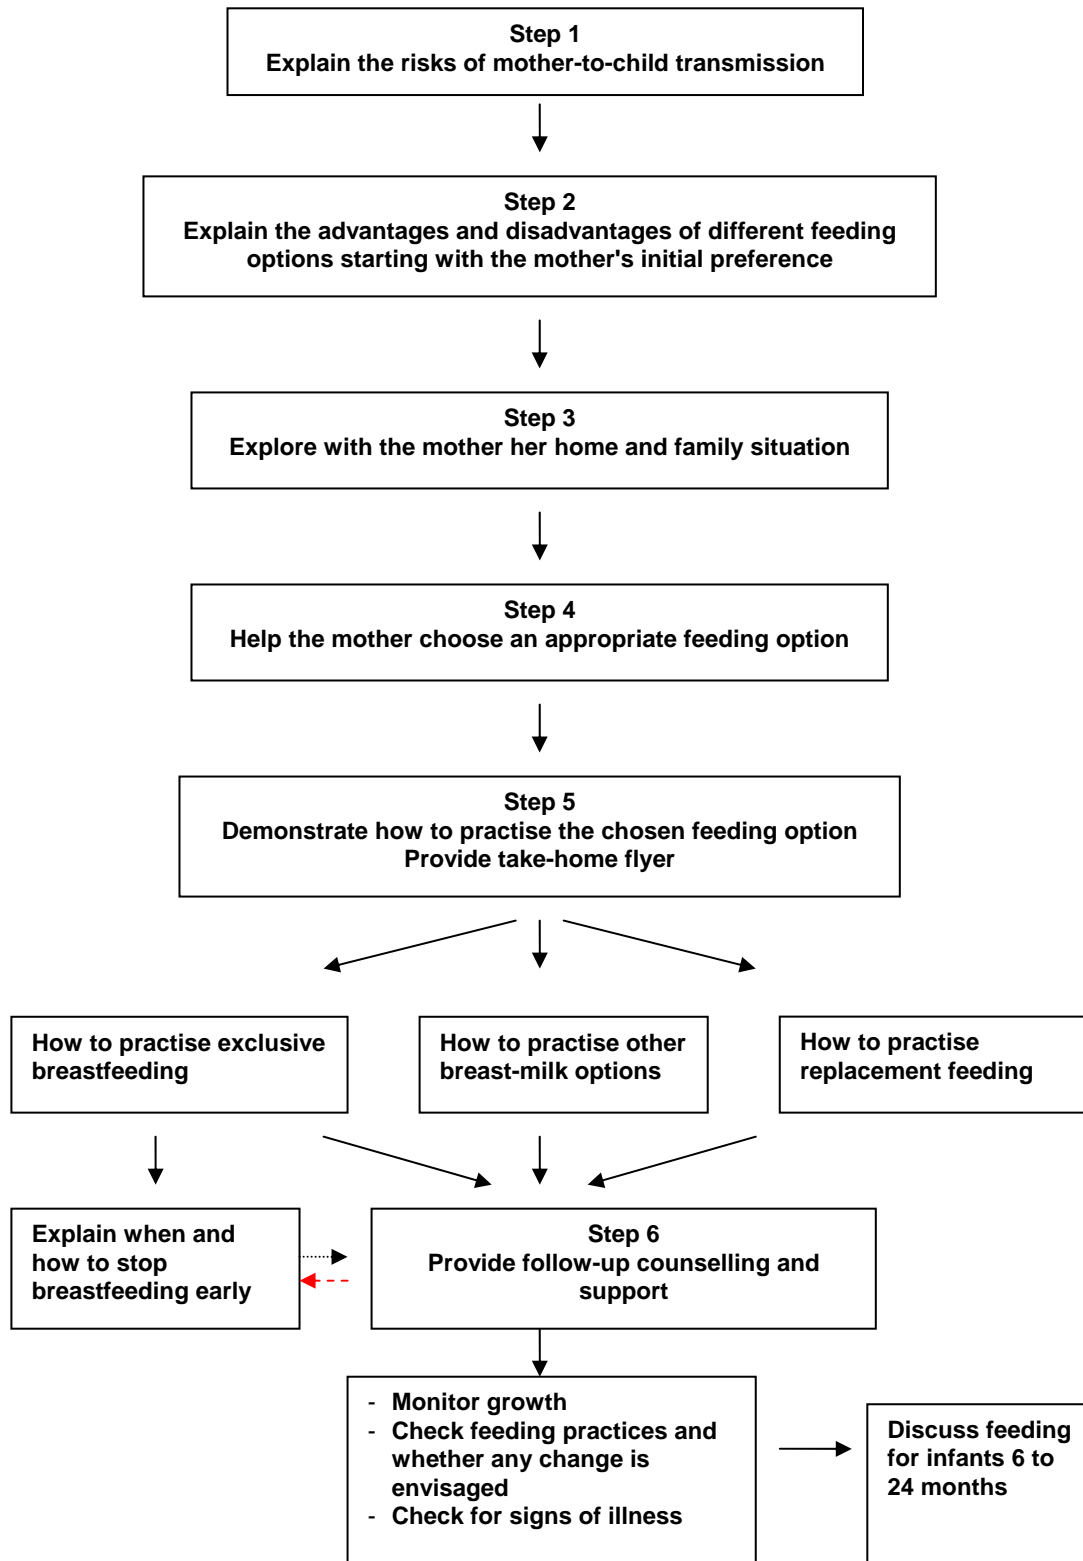 Step 1
Explain the risks of mother-to-child transmission
Step 2
Explain the advantages and disadvantages of different feeding
options starting with the mother's initial preference
Step 3
Explore with the mother her home and family situation
Step 4
Help the mother choose an appropriate feeding option
Step 5
Demonstrate how to practise the chosen feeding option
Provide take-home flyer
How to practise exclusive
breastfeeding
How to practise other
breast-milk options
How to practise
replacement feeding
Explain when and
how to stop
breastfeeding early
Step 6
Provide follow-up counselling and
support
- Monitor growth
- Check feeding practices and
whether any change is
envisaged
- Check for signs of illness
Discuss feeding
for infants 6 to
24 months